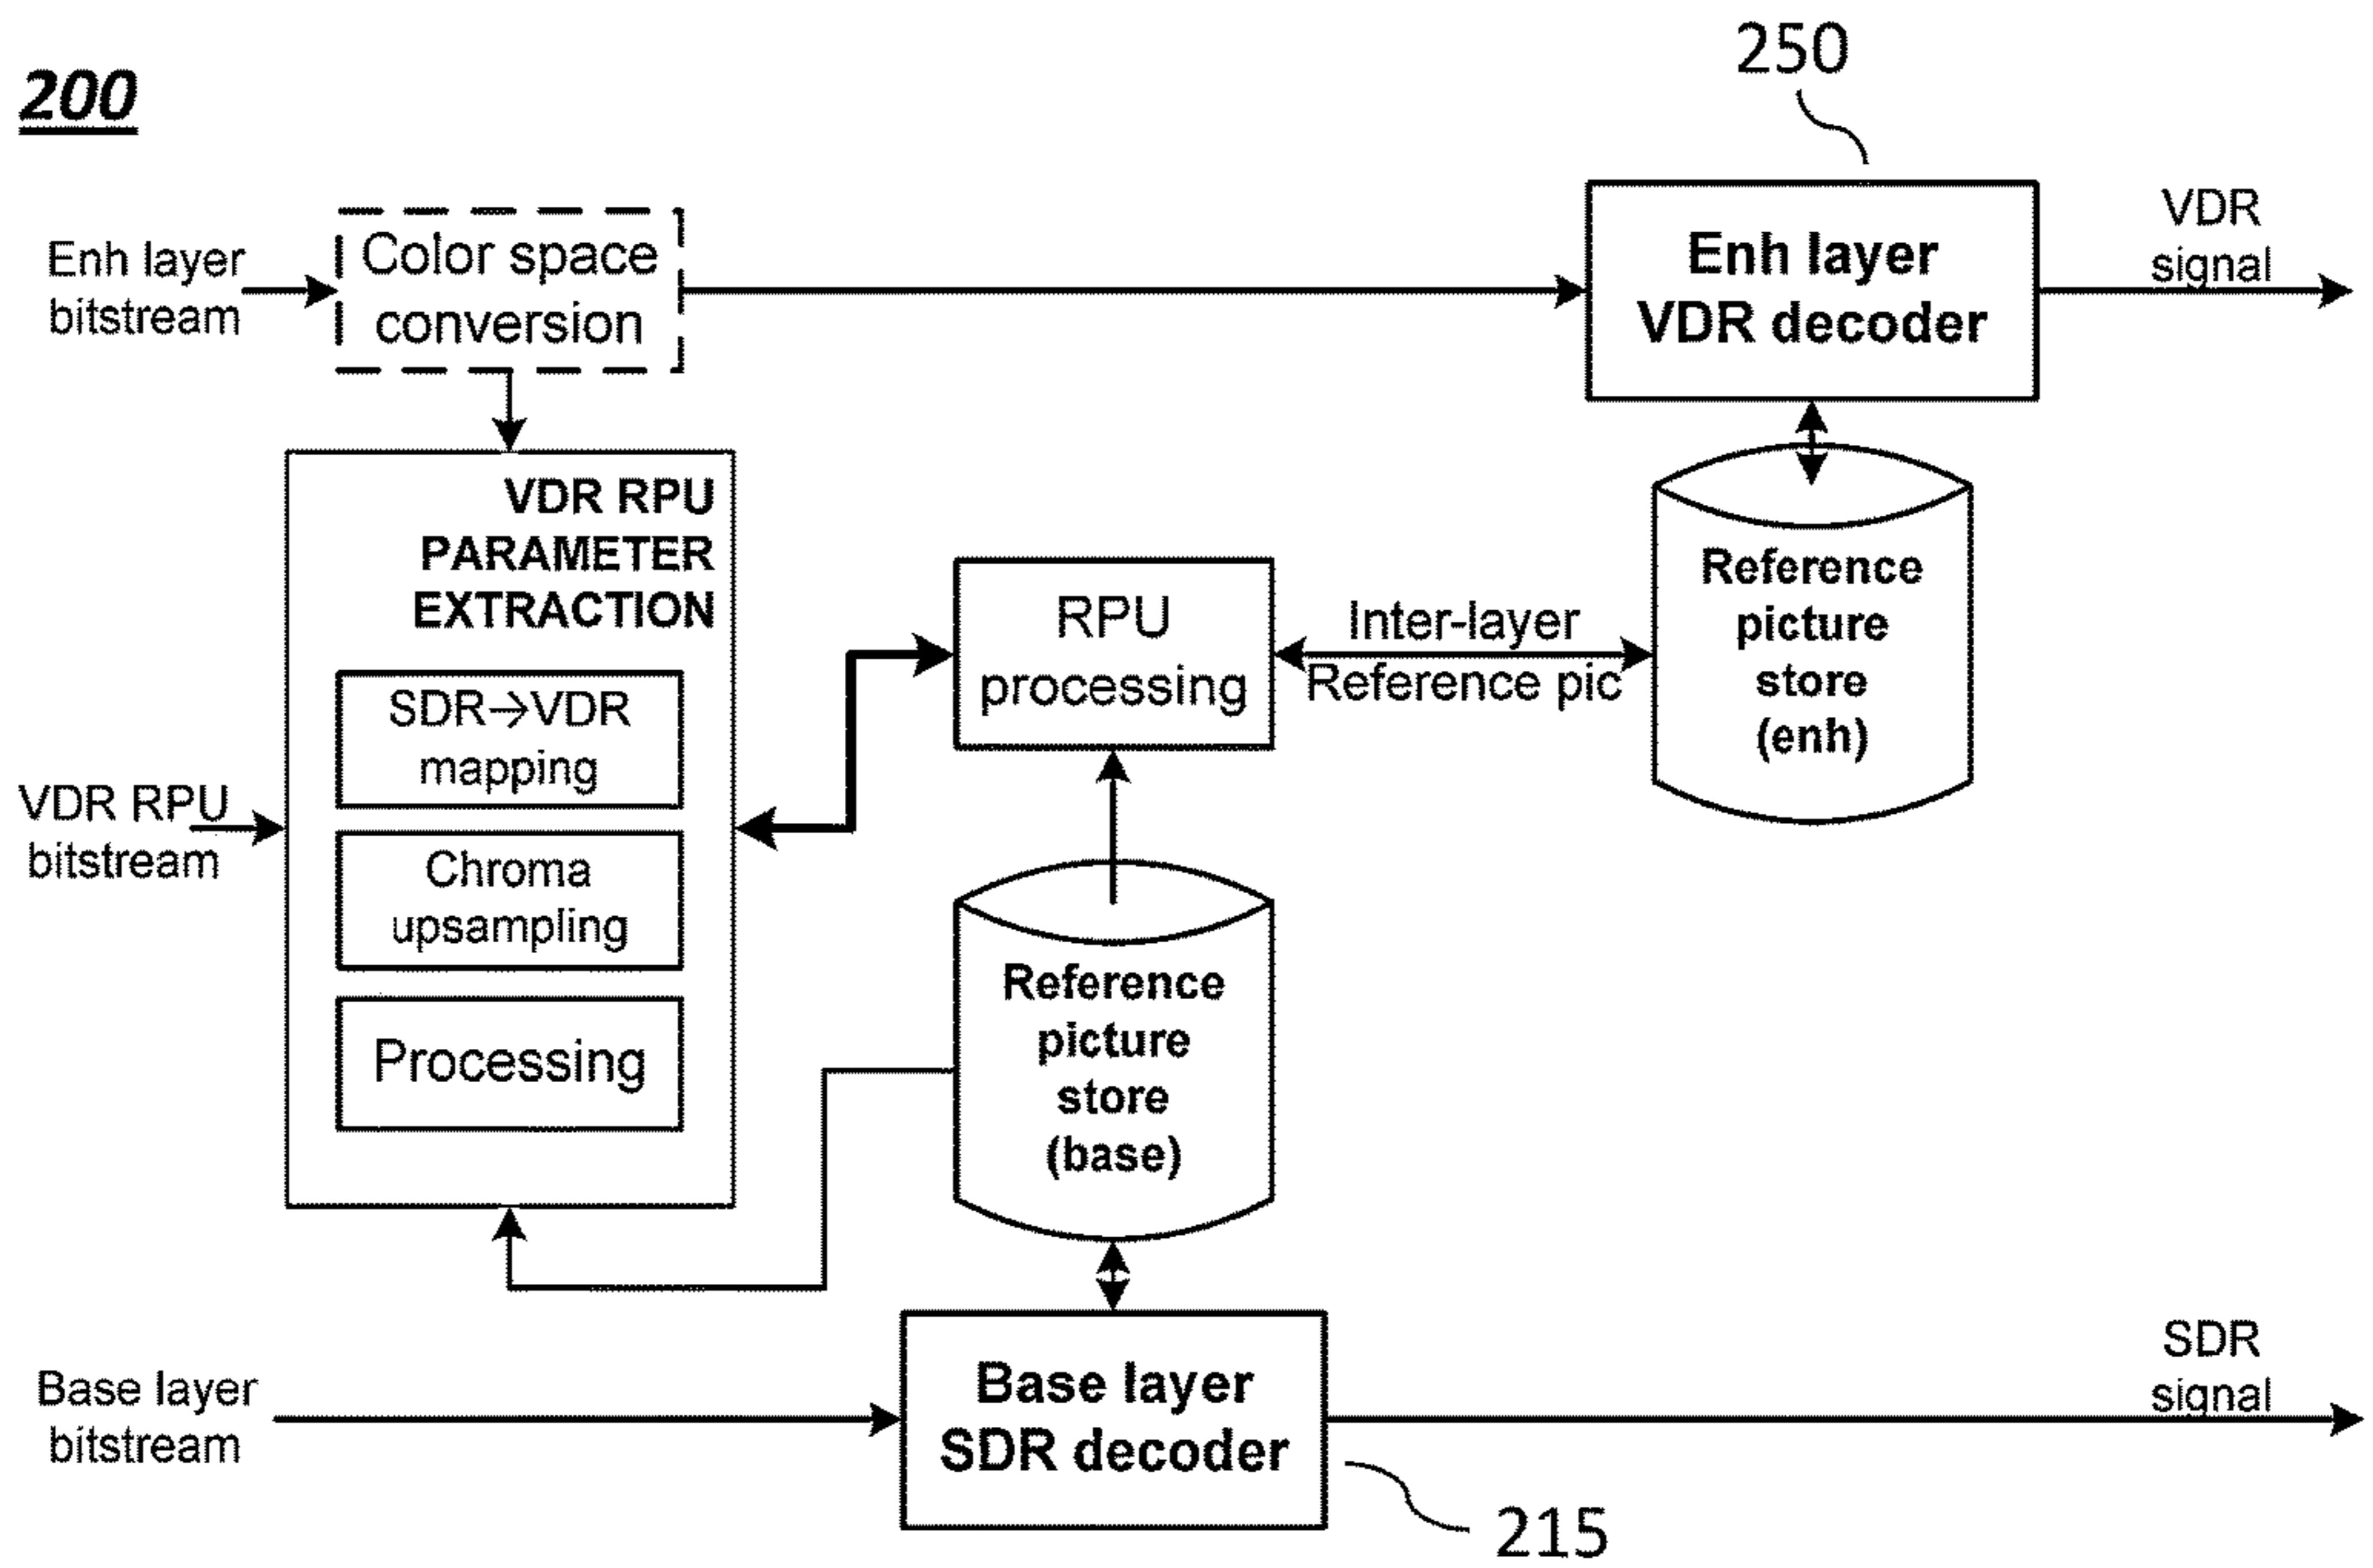 200
250
Enh layer
bitstream
Color space
conversion
Enh layer
VDR decoder
VDR
signal
VDR RPU
PARAMETER
EXTRACTION
SDR→VDR
mapping
Chroma
upsampling
Processing
VDR RPU
bitstream
RPU
processing
Inter-layer
Reference pic
Reference
picture
store
(enh)
Reference
picture
store
(base)
Base layer
bitstream
Base layer
SDR decoder
SDR
signal
215